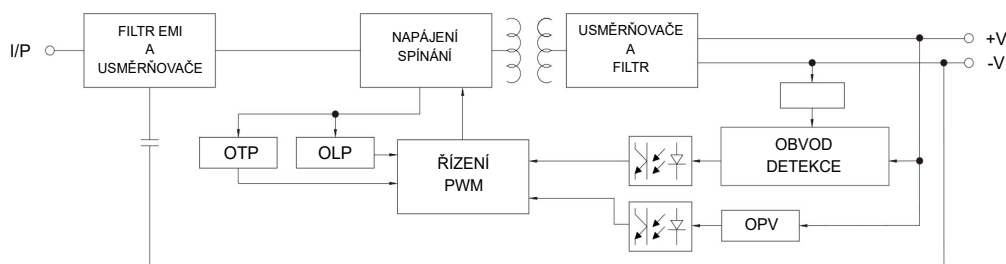 FILTR EMI
A
USMĚRŇOVAČE
I/P
NAPÁJENÍ
SPÍNÁNÍ
USMĚRŇOVAČE
A
FILTR
+V
-V
OTP
OLP
ŘÍZENÍ
PWM
OBVOD
DETEKCE
OPV